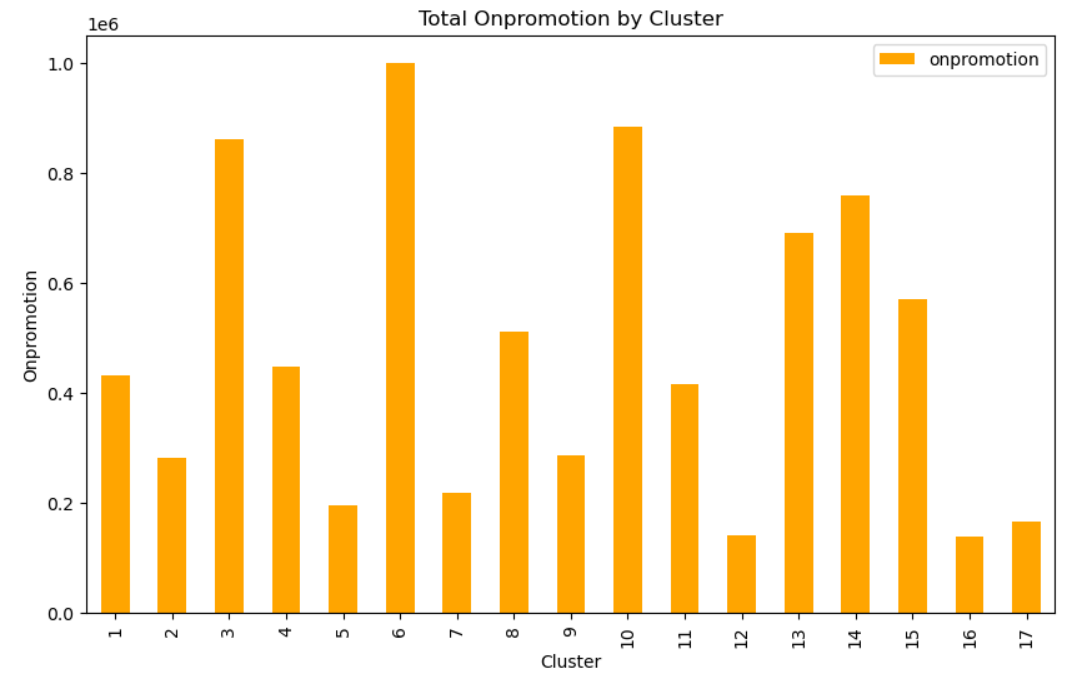 Total Onpromotion by Cluster
1e6
onpromotion
1.0
0.8
0.6
0.4
0.2
0.0
Onpromotion
1 2 3 4 5 6 7 8 9 10 11 12 13 14 15 16 17
Cluster